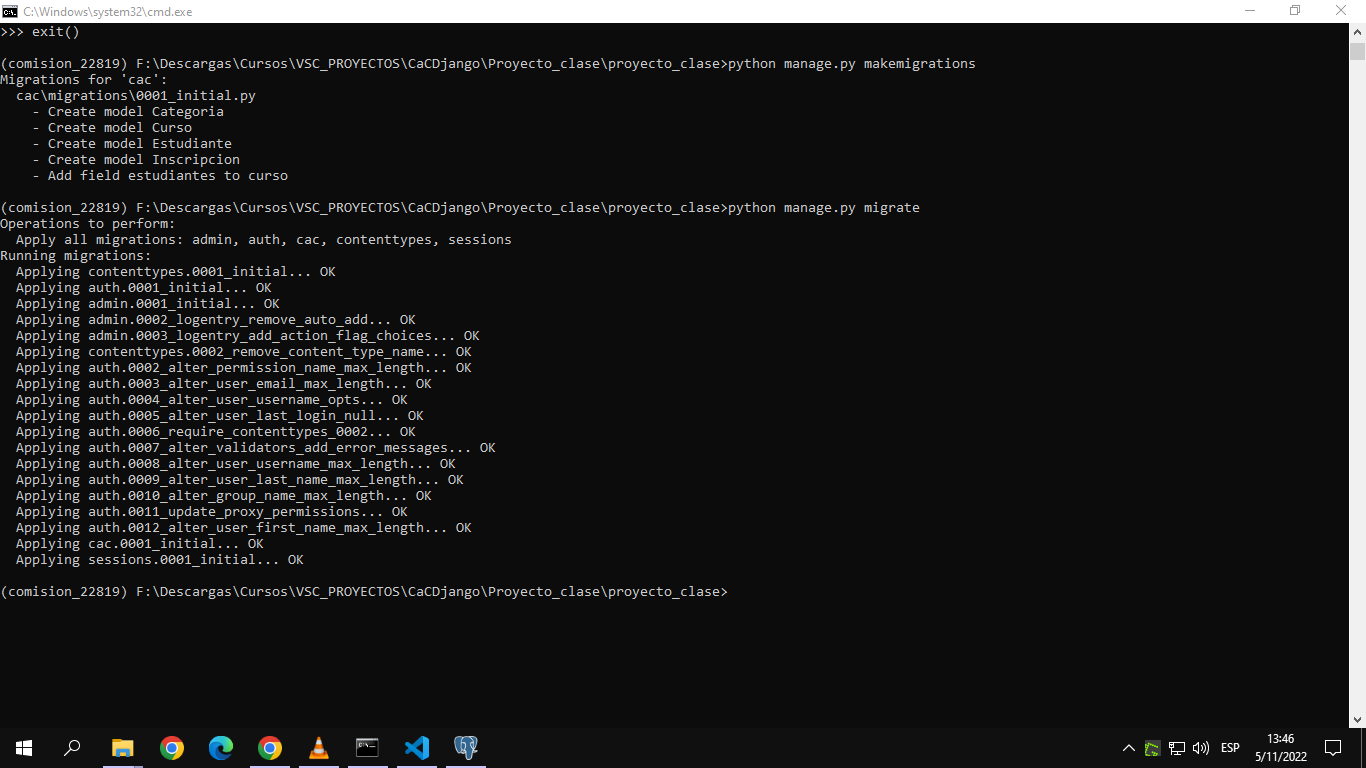 C:\Windows\system32\cmd.exe
>>> exit()
(comision_22819) F:\Descargas\Cursos\VSC_PROYECTOS\CaCDjango\Proyecto_clase\proyecto_clase>python manage.py makemigrations
Migrations for 'cac':
  cac\migrations\0001_initial.py
    - Create model Categoria
    - Create model Curso
    - Create model Estudiante
    - Create model Inscripcion
    - Add field estudiantes to curso
(comision_22819) F:\Descargas\Cursos\VSC_PROYECTOS\CaCDjango\Proyecto_clase\proyecto_clase>python manage.py migrate
Operations to perform:
  Apply all migrations: admin, auth, cac, contenttypes, sessions
Running migrations:
  Applying contenttypes.0001_initial... OK
  Applying auth.0001_initial... OK
  Applying admin.0001_initial... OK
  Applying admin.0002_logentry_remove_auto_add... OK
  Applying admin.0003_logentry_add_action_flag_choices... OK
  Applying contenttypes.0002_remove_content_type_name... OK
  Applying auth.0002_alter_permission_name_max_length... OK
  Applying auth.0003_alter_user_email_max_length... OK
  Applying auth.0004_alter_user_username_opts... OK
  Applying auth.0005_alter_user_last_login_null... OK
  Applying auth.0006_require_contenttypes_0002... OK
  Applying auth.0007_alter_validators_add_error_messages... OK
  Applying auth.0008_alter_user_username_max_length... OK
  Applying auth.0009_alter_user_last_name_max_length... OK
  Applying auth.0010_alter_group_name_max_length... OK
  Applying auth.0011_update_proxy_permissions... OK
  Applying auth.0012_alter_user_first_name_max_length... OK
  Applying cac.0001_initial... OK
  Applying sessions.0001_initial... OK
(comision_22819) F:\Descargas\Cursos\VSC_PROYECTOS\CaCDjango\Proyecto_clase\proyecto_clase>
ESP
13:46
5/11/2022